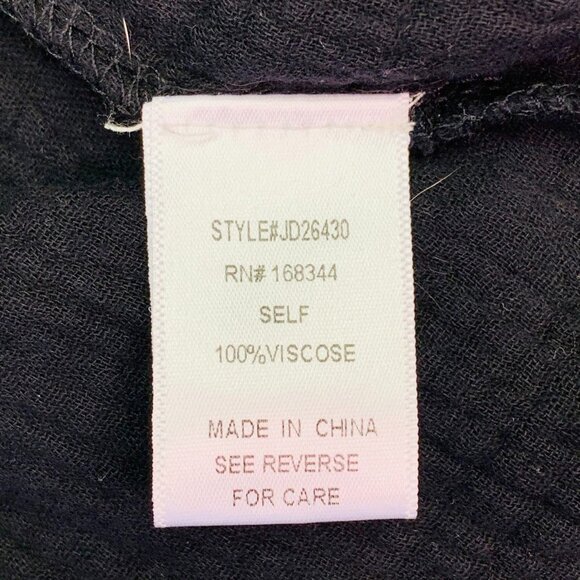 STYLE#JD26430
RN# 168344
SELF
100%VISCOSE
MADE IN CHINA
SEE REVERSE
FOR CARE